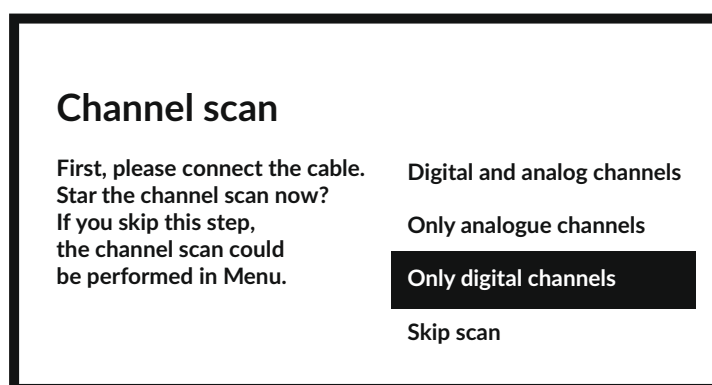 Channel scan
First, please connect the cable.
Star the channel scan now?
If you skip this step,
the channel scan could
be performed in Menu.
Digital and analog channels
Only analogue channels
Only digital channels
Skip scan